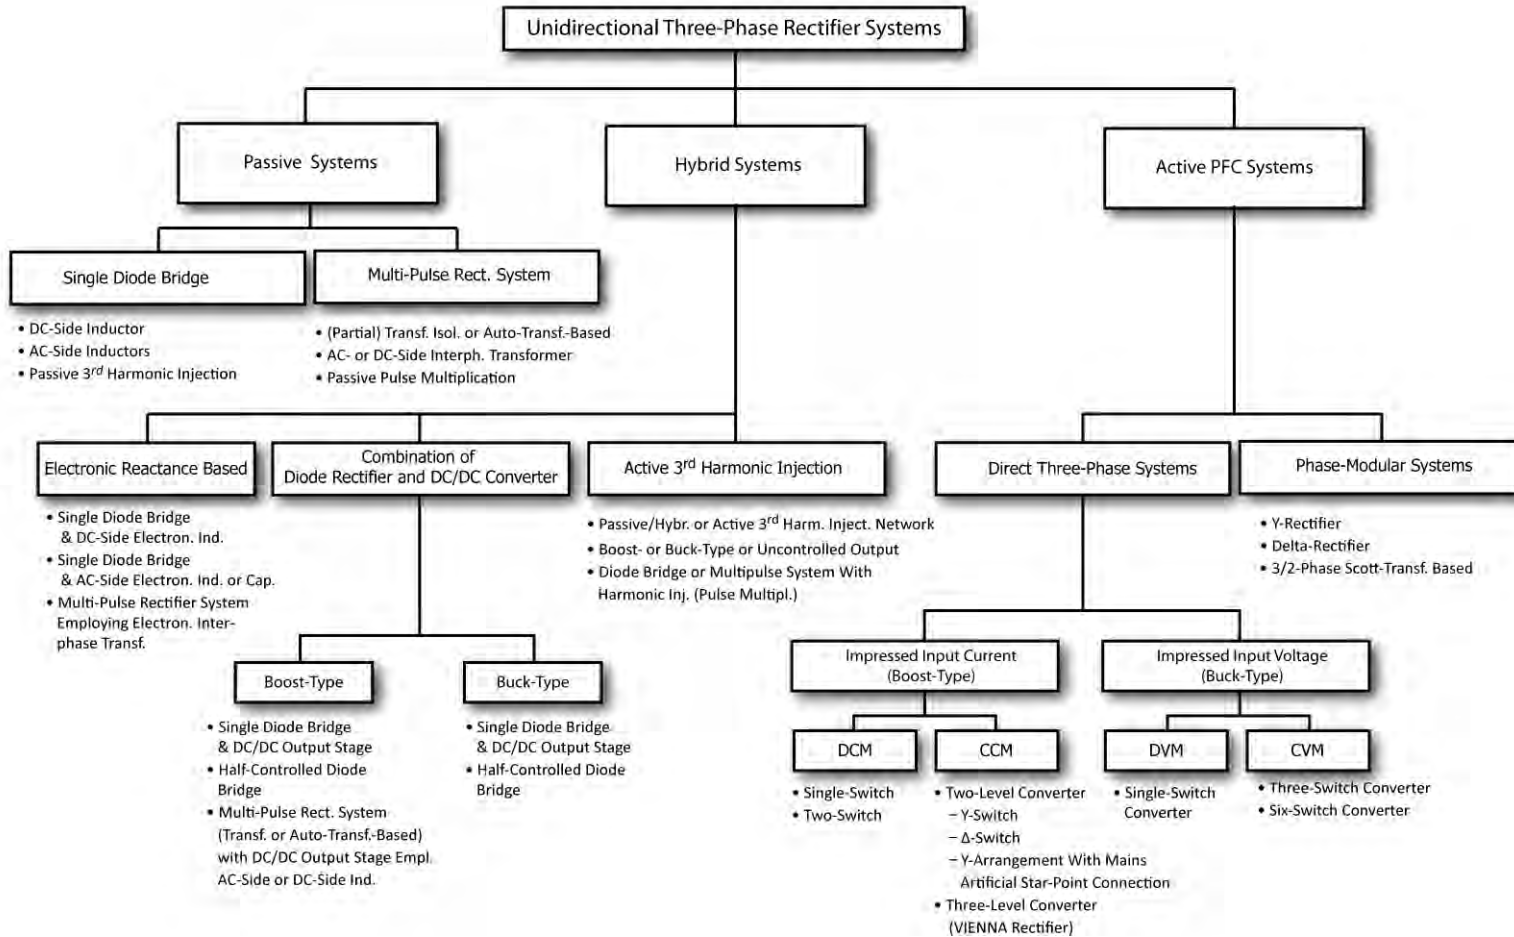 Unidirectional Three-Phase Rectifier Systems
Passive Systems
Hybrid Systems
Active PFC Systems
Single Diode Bridge
Multi-Pulse Rect. System
• DC-Side Inductor
• AC-Side Inductors
• Passive 3rd Harmonic Injection
• (Partial) Transf. Isol. or Auto-Transf.-Based
• AC- or DC-Side Interph. Transformer
• Passive Pulse Multiplication
Electronic Reactance Based
Combination of
Diode Rectifier and DC/DC Converter
Active 3rd Harmonic Injection
Direct Three-Phase Systems
Phase-Modular Systems
• Single Diode Bridge
& DC-Side Electron. Ind.
• Single Diode Bridge
& AC-Side Electron. Ind. or Cap.
• Multi-Pulse Rectifier System
Employing Electron. Inter-
phase Transf.
• Passive/Hybr. or Active 3rd Harm. Inject. Network
• Boost- or Buck-Type or Uncontrolled Output
• Diode Bridge or Multipulse System With
Harmonic Inj. (Pulse Multipl.)
• Y-Rectifier
• Delta-Rectifier
• 3/2-Phase Scott-Transf. Based
Boost-Type
Buck-Type
• Single Diode Bridge
& DC/DC Output Stage
• Half-Controlled Diode
Bridge
• Multi-Pulse Rect. System
(Transf. or Auto-Transf.-Based)
with DC/DC Output Stage Empl.
AC-Side or DC-Side Ind.
• Single Diode Bridge
& DC/DC Output Stage
• Half-Controlled Diode
Bridge
Impressed Input Current
(Boost-Type)
Impressed Input Voltage
(Buck-Type)
DCM
CCM
DVM
CVM
• Single-Switch
• Two-Switch
• Two-Level Converter
– Y-Switch
– Δ-Switch
– Y-Arrangement With Mains
Artificial Star-Point Connection
• Three-Level Converter
(VIENNA Rectifier)
• Single-Switch
Converter
• Three-Switch Converter
• Six-Switch Converter